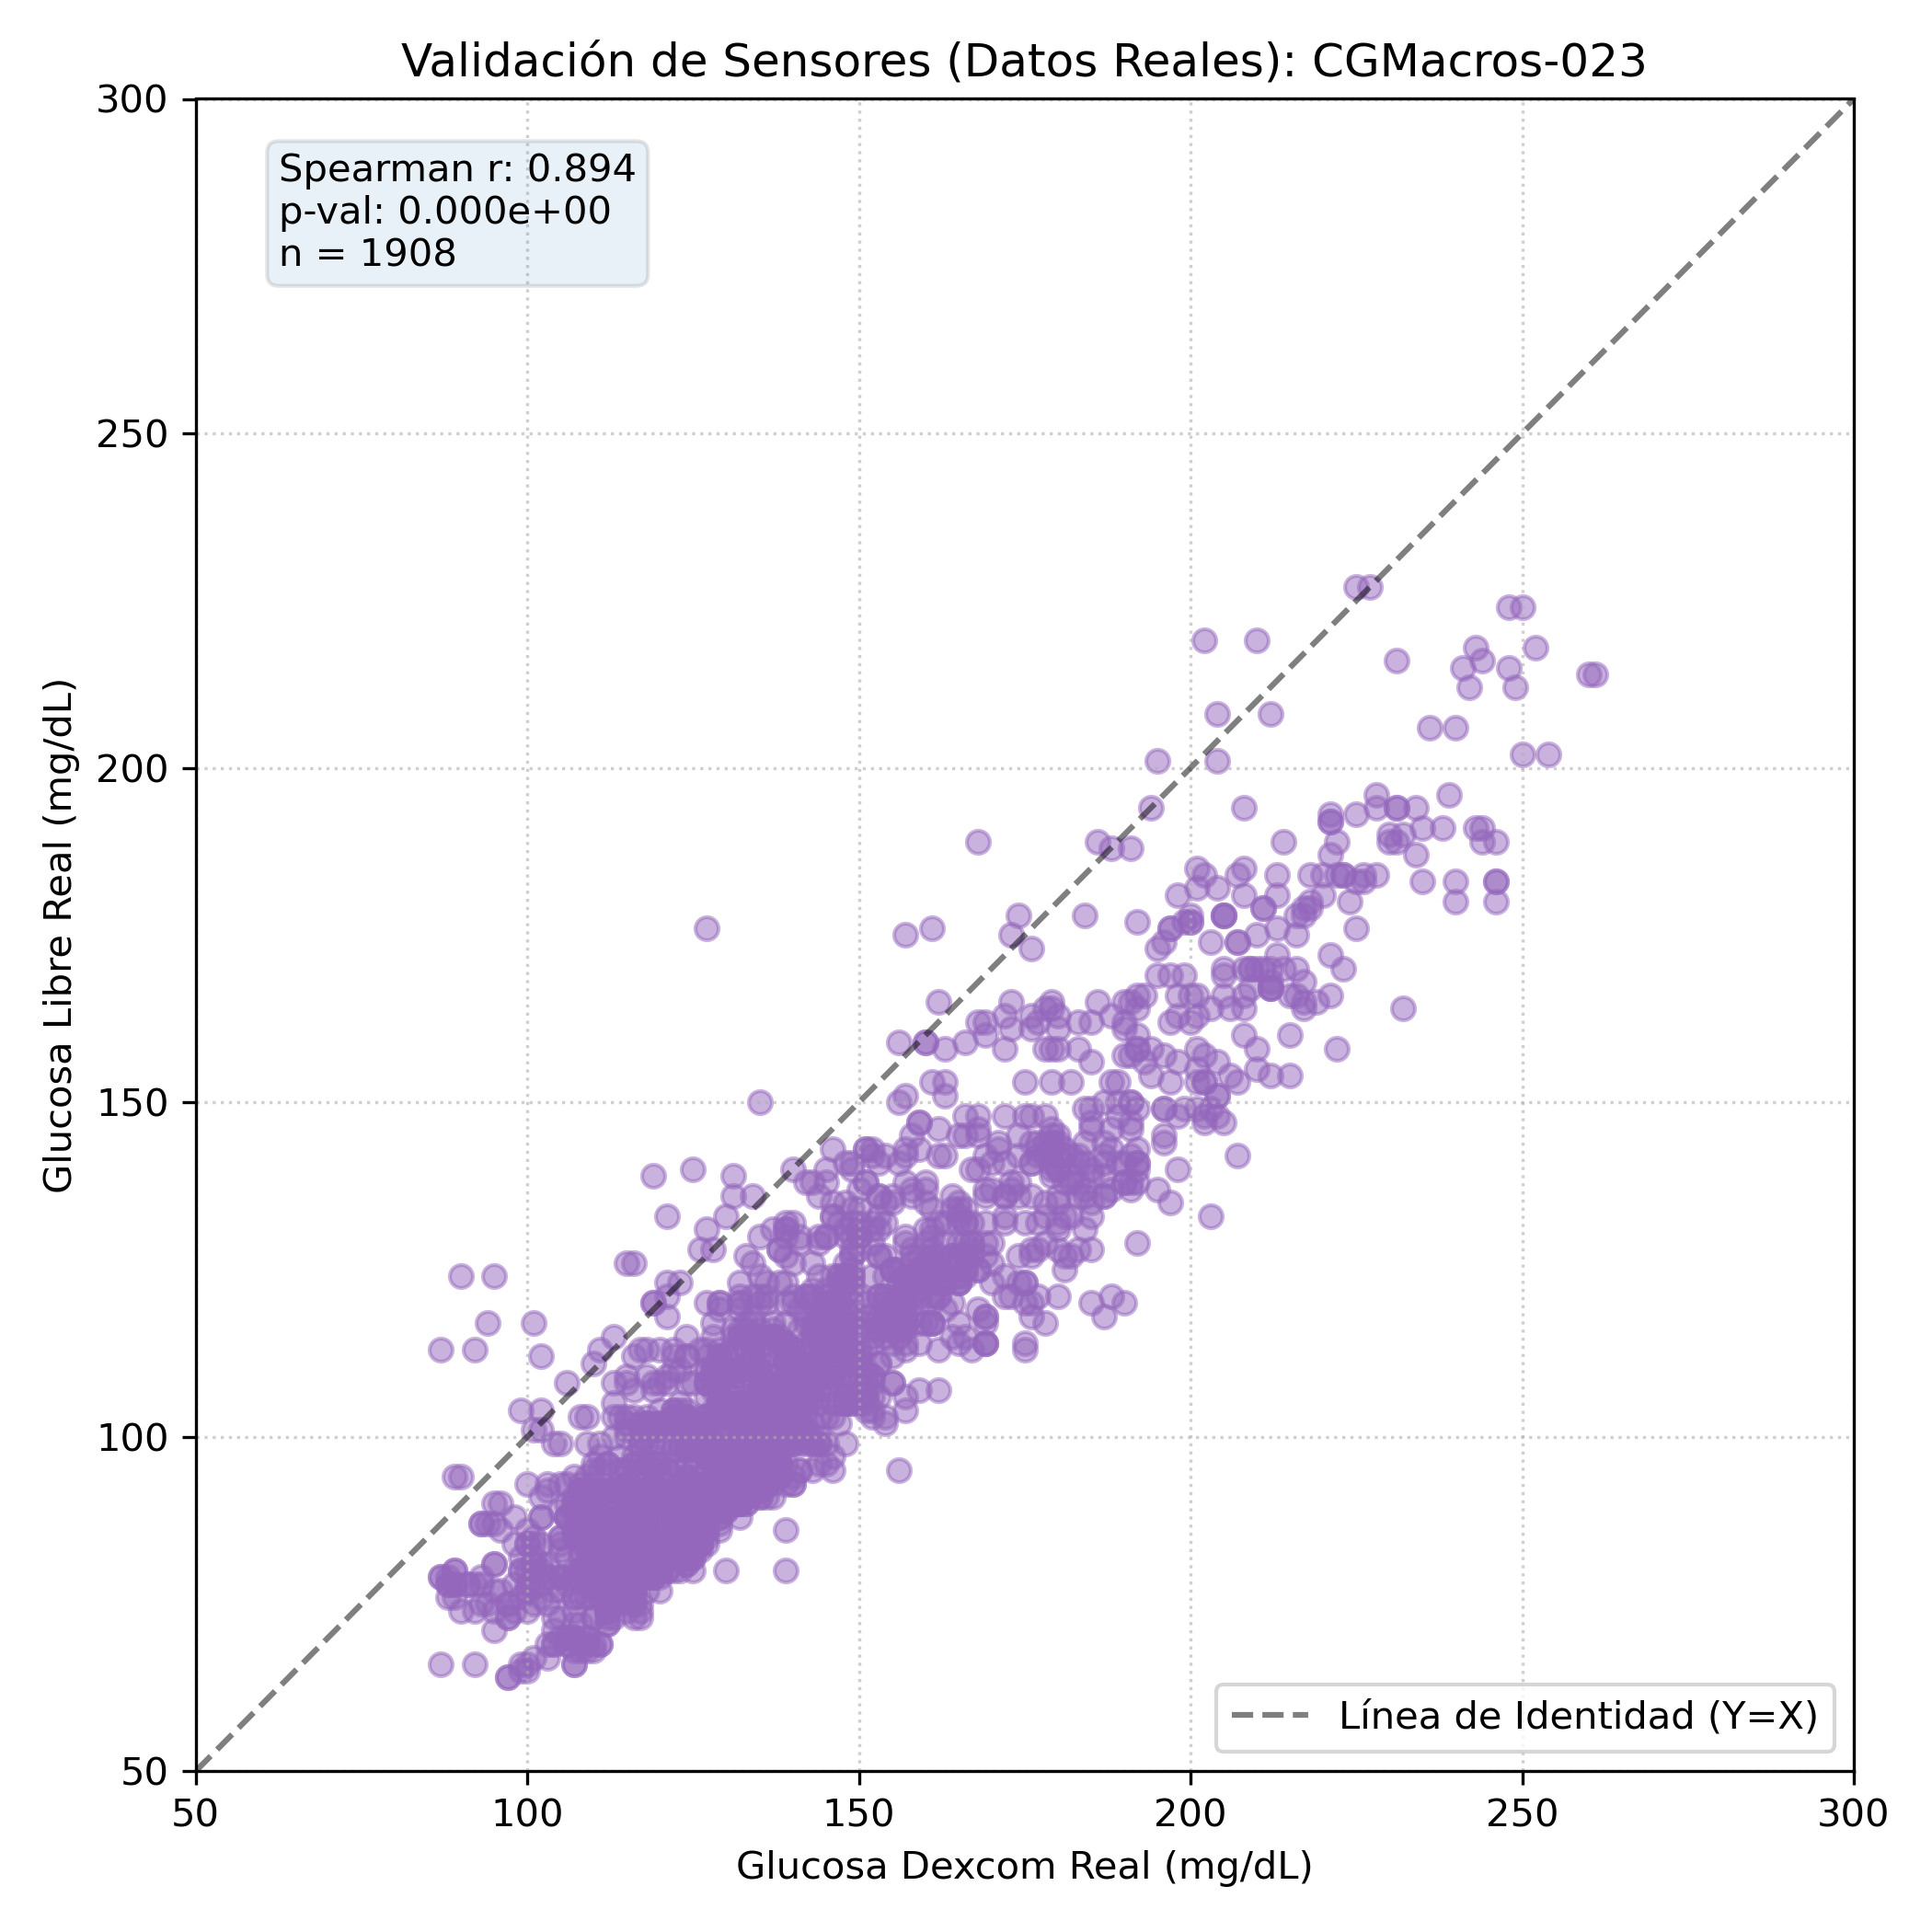 Validación de Sensores (Datos Reales): CGMacros-023
300
250
200
150
100
50
Glucosa Libre Real (mg/dL)
Spearman r: 0.894
p-val: 0.000e+00
n = 1908
Línea de Identidad (Y=X)
50
100
150
200
250
300
Glucosa Dexcom Real (mg/dL)